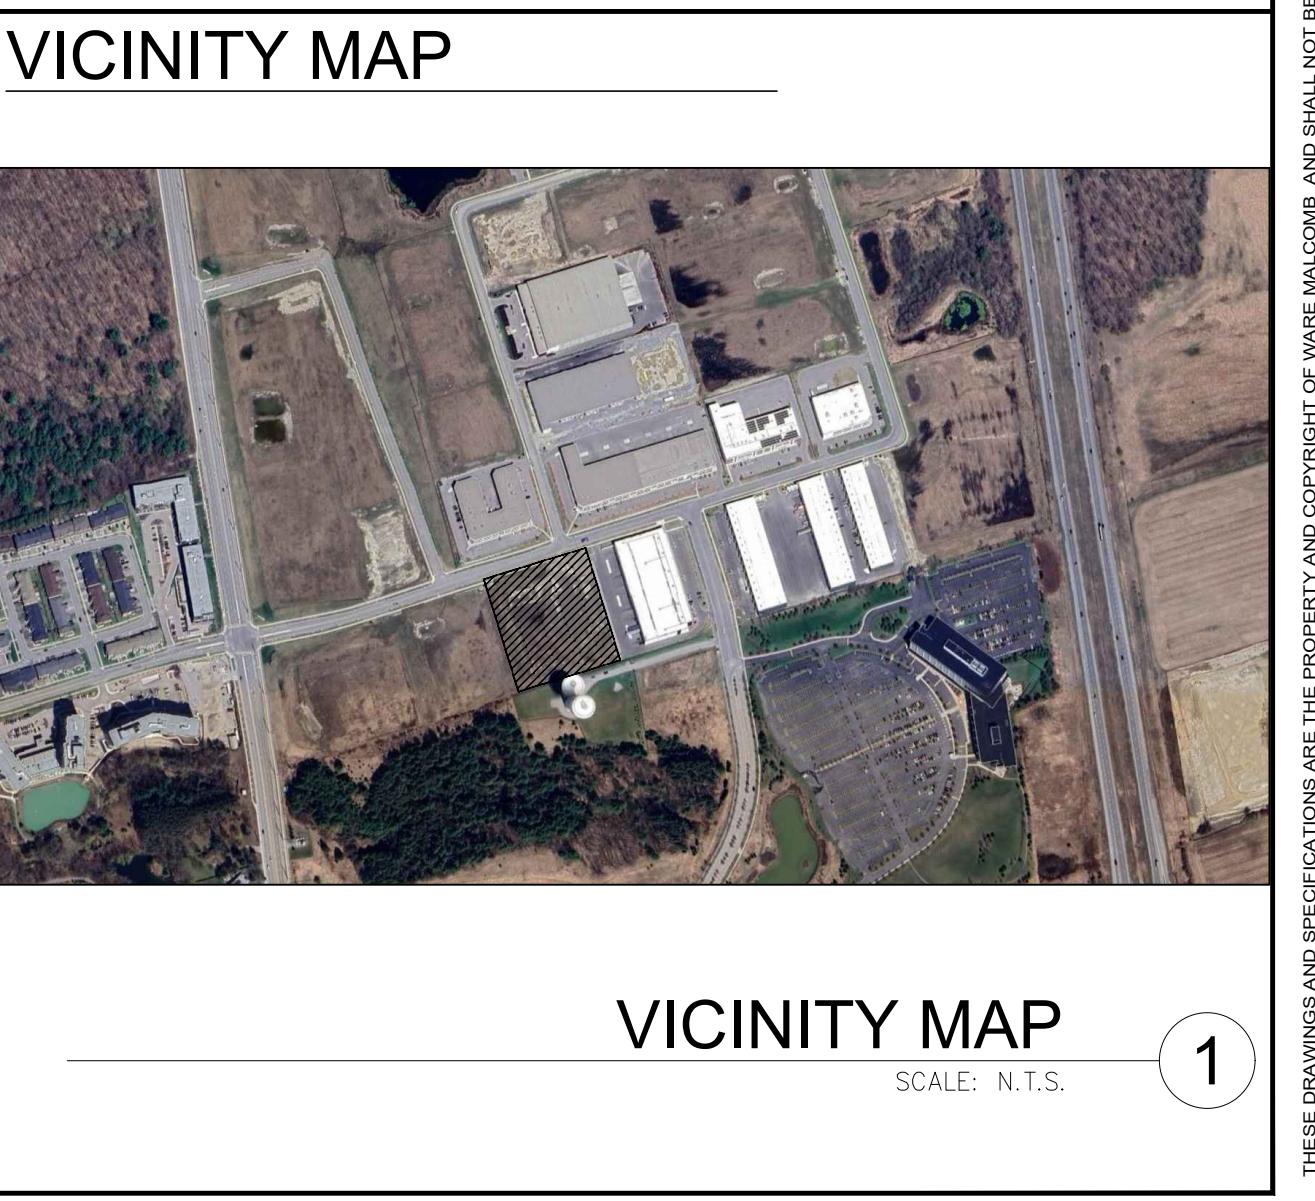 VICINITY MAP
VICINITY MAP
1
SCALE: N.T.S.
THESE DRAWINGS AND SPECIFICATIONS ARE THE PROPERTY AND COPYRIGHT OF WARE MALCOMB AND SHALL NOT BE